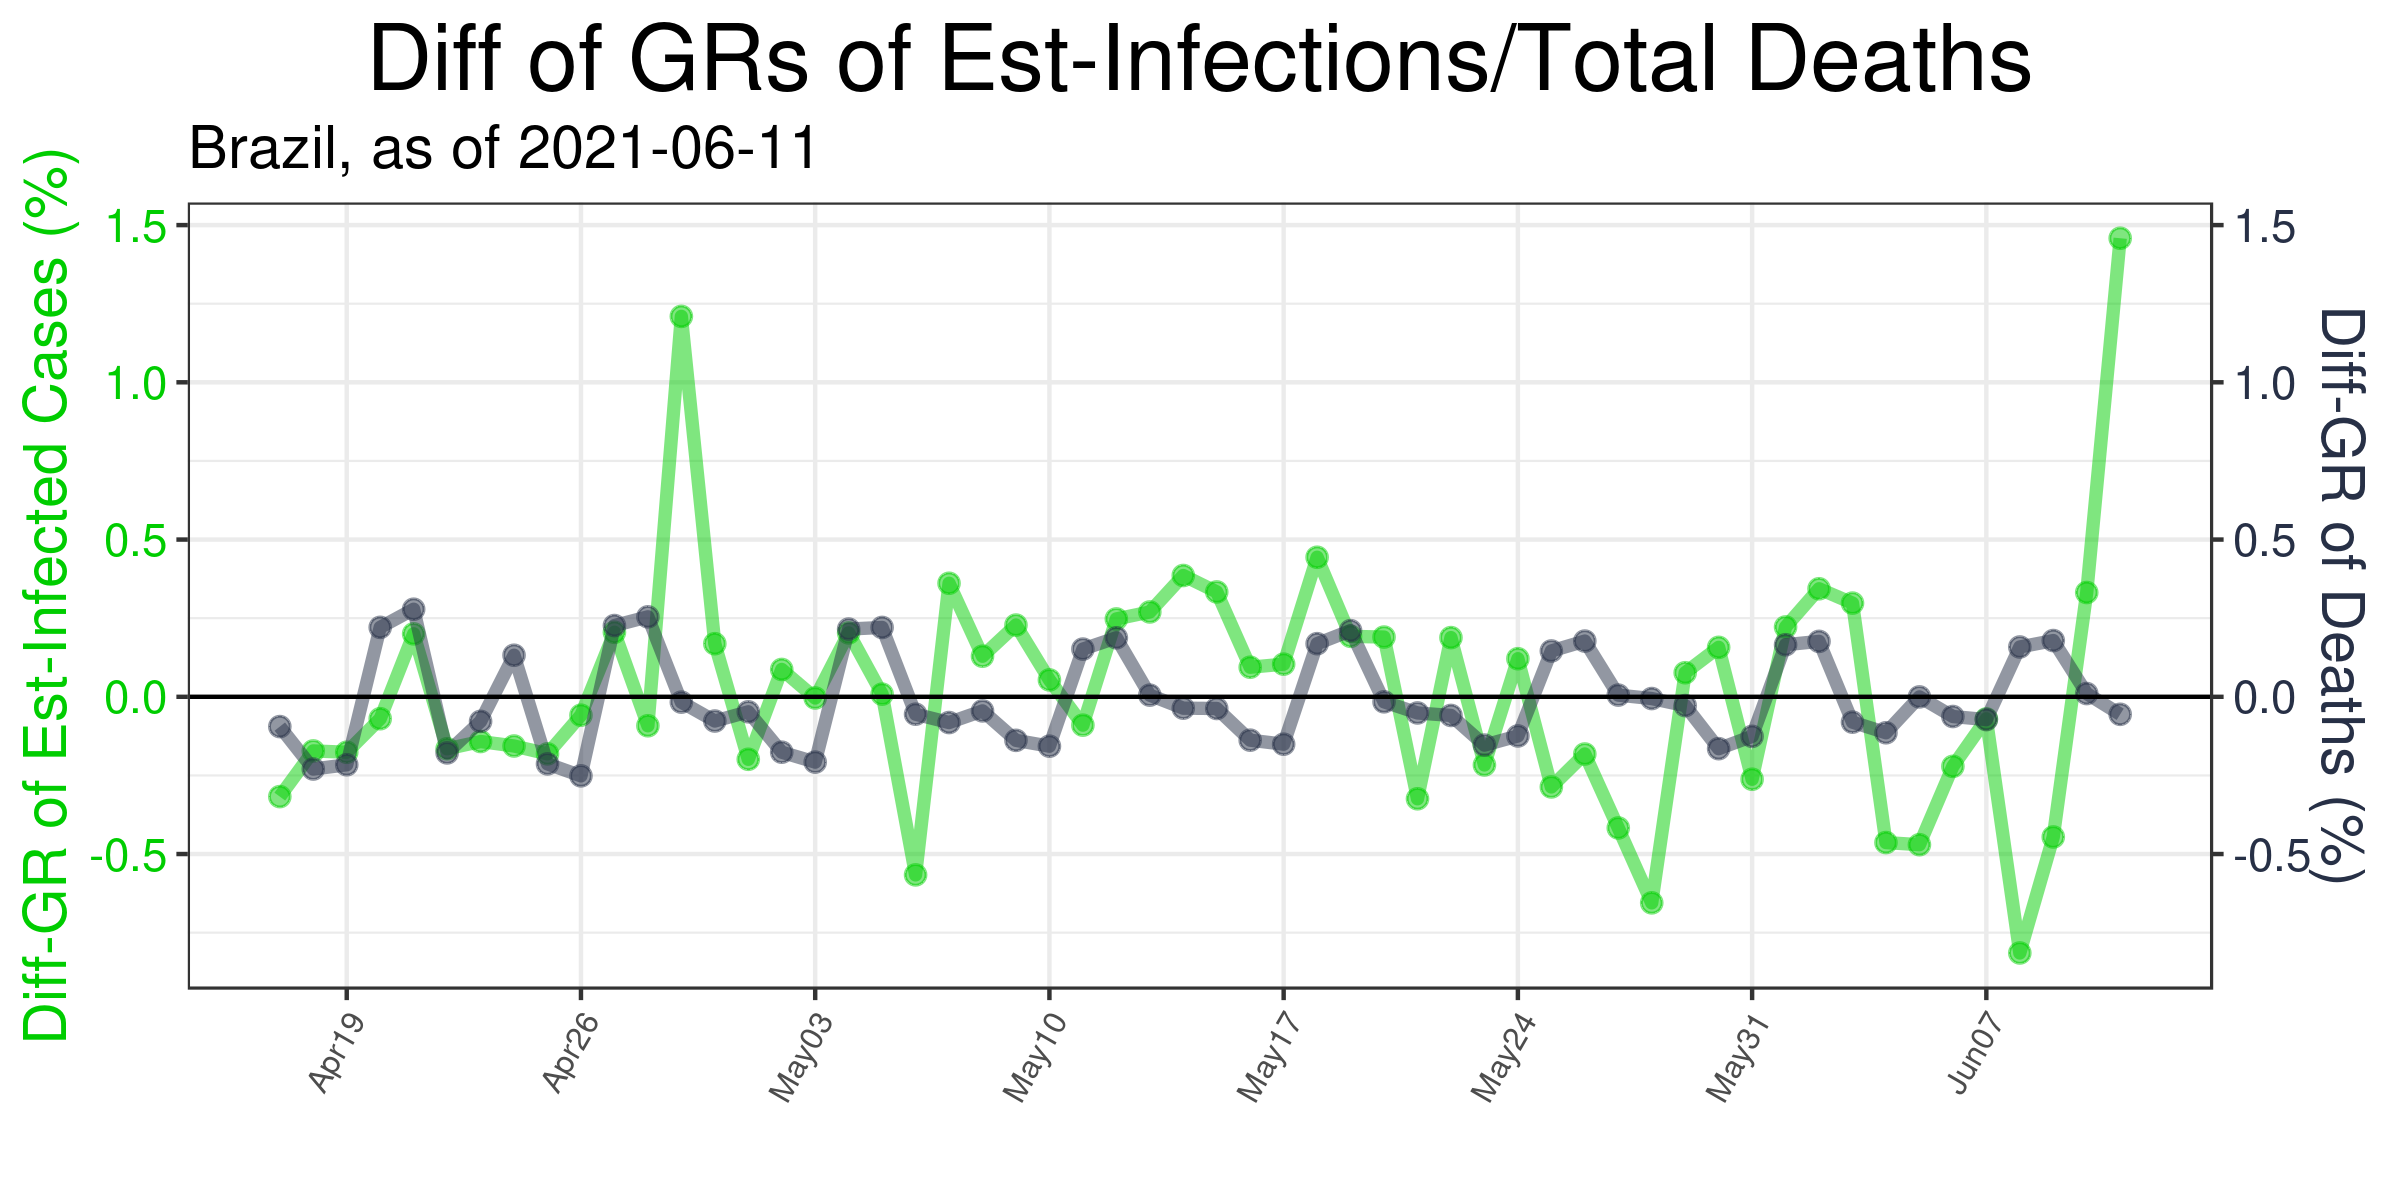 Diff of GRs of Est-Infections/Total Deaths
Brazil, as of 2021-06-11
Diff-GR of Est-Infected Cases (%)
1.5
1.0
0.5
0.0
-0.5
1.5
1.0
0.5
0.0
-0.5
Diff-GR of Deaths (%)
Apr19
Apr26
May03
May10
May17
May24
May31
Jun07